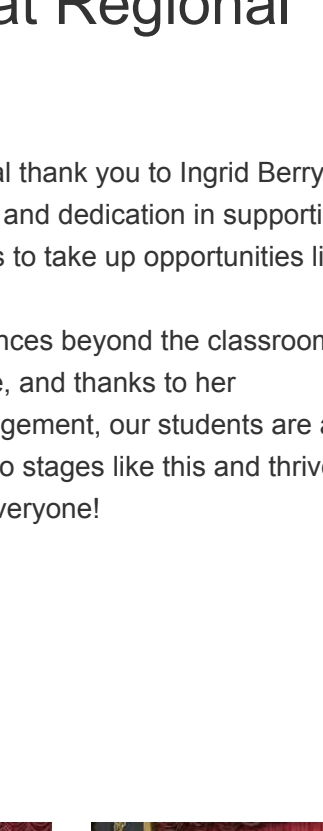 at Regional
al thank you to Ingrid Berry
and dedication in supporti
s to take up opportunities li
nces beyond the classroom
e, and thanks to her
gement, our students are a
o stages like this and thrive
veryone!